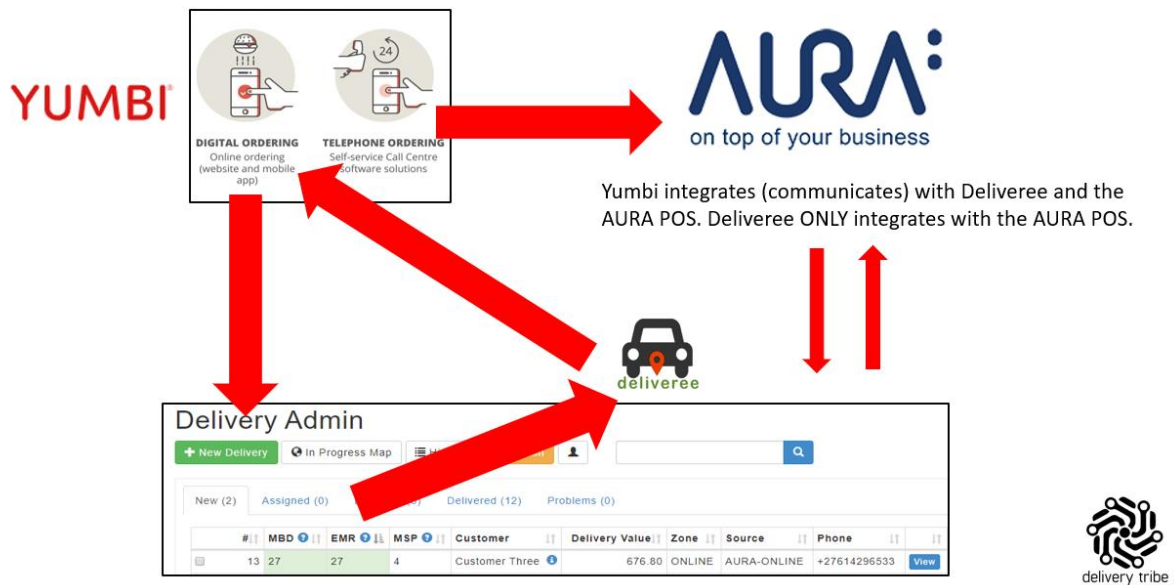 YUMBI
24
DIGITAL ORDERING
Online ordering
(website and mobile
app)
TELEPHONE ORDERING
Self-service Call Centre
software solutions
AURA
on top of your business
Yumbi integrates (communicates) with Deliveree and the
AURA POS. Deliveree ONLY integrates with the AURA POS.
deliveree
Delivery Admin
+ New Delivery In Progress Map
New (2) Assigned (0) Delivered (12) Problems (0)
# MBD EMR MSP Customer Delivery Value Zone Source Phone
13 27 27 4 Customer Three 676.80 ONLINE AURA-ONLINE +27614296533 View
delivery tribe